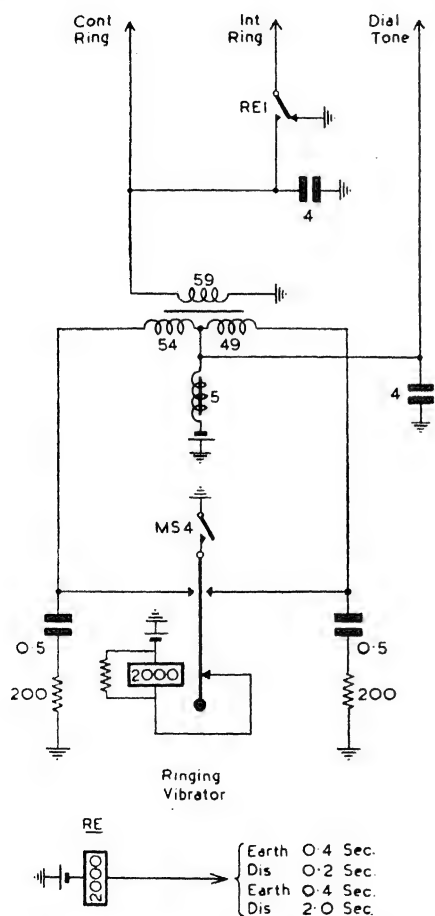 Cont Ring
Int Ring
Dial Tone
RE1
4
59
54
49
5
4
MS4
0·5
0·5
2000
200
200
Ringing
Vibrator
RE
2000
Earth 0·4 Sec.
Dis 0·2 Sec.
Earth 0·4 Sec.
Dis 2·0 Sec.